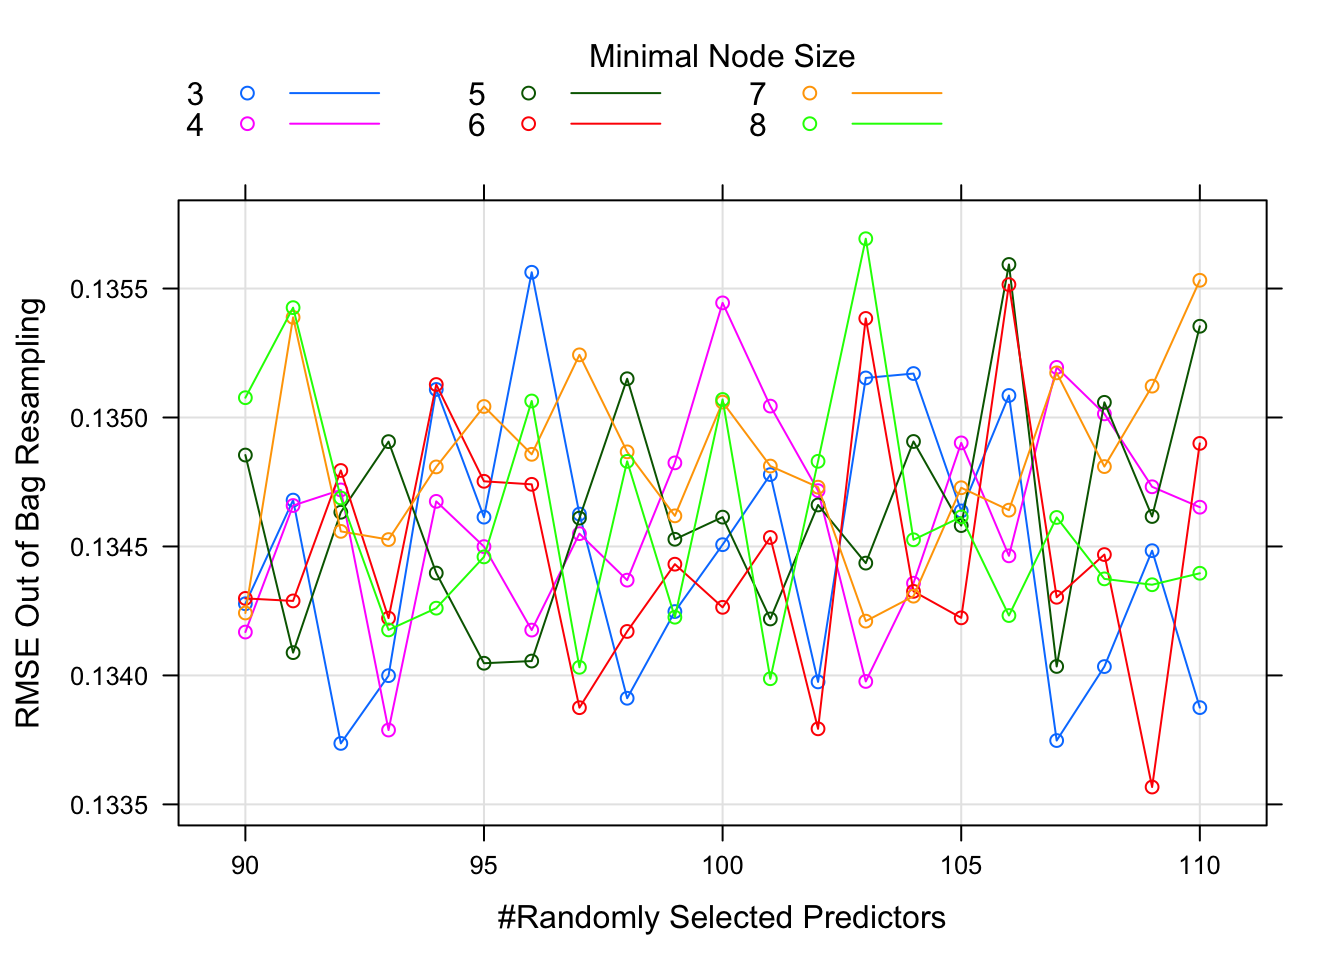 Minimal Node Size
3 5 7
4 6 8
RMSE Out of Bag Resampling
0.1355
0.1350
0.1345
0.1340
0.1335
90 95 100 105 110
#Randomly Selected Predictors